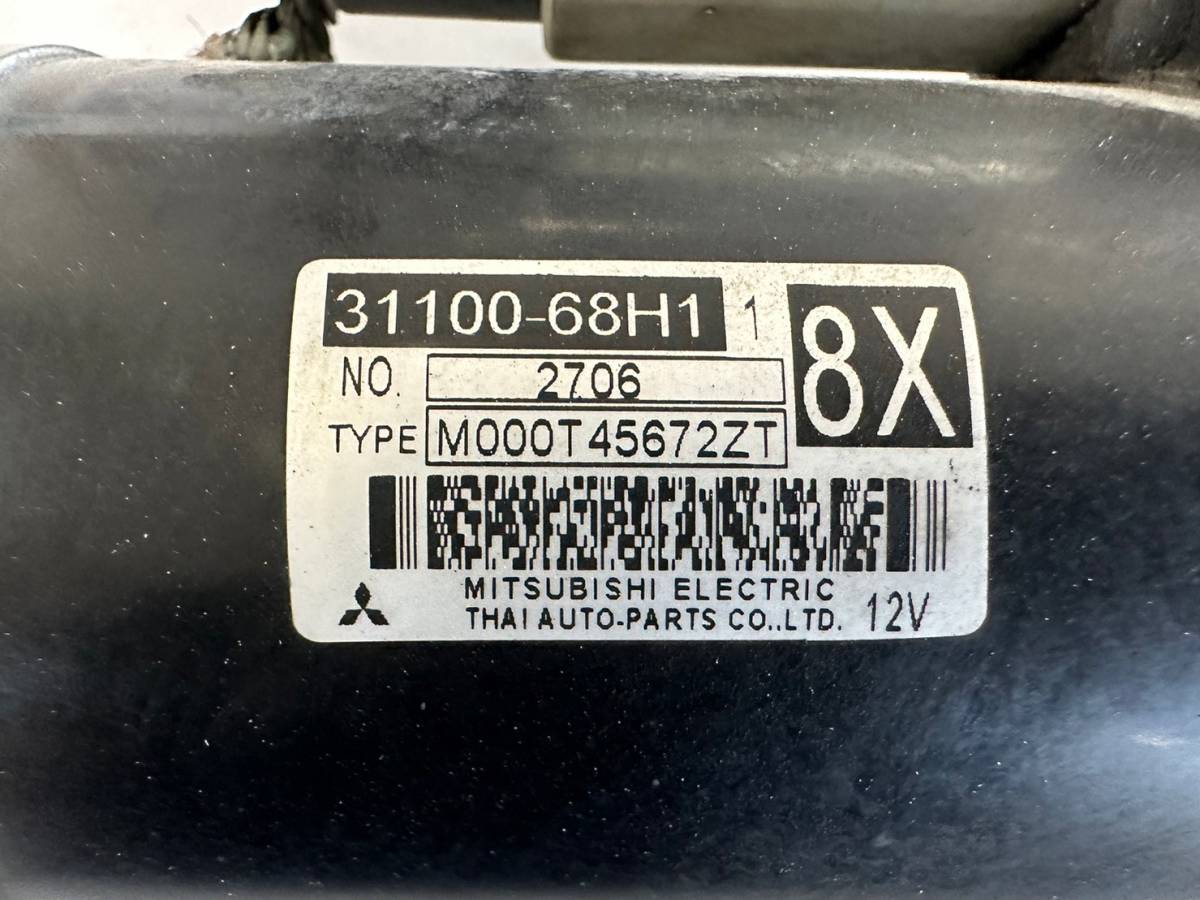 31100-68H1 1
8X
NO. 2706
TYPE M000T45672ZT
MITSUBISHI ELECTRIC
THAI AUTO-PARTS CO.,LTD. 12V